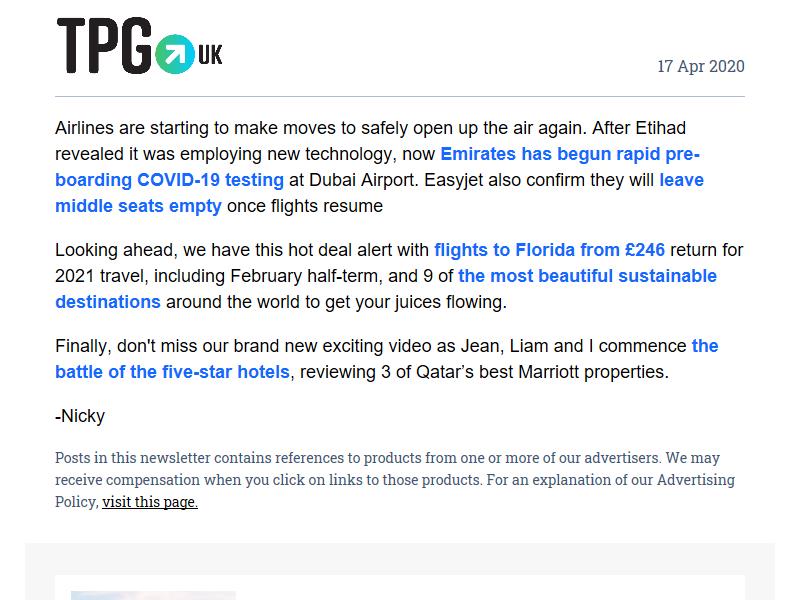 TPG UK
17 Apr 2020
Airlines are starting to make moves to safely open up the air again. After Etihad
revealed it was employing new technology, now Emirates has begun rapid pre-
boarding COVID-19 testing at Dubai Airport. Easyjet also confirm they will leave
middle seats empty once flights resume
Looking ahead, we have this hot deal alert with flights to Florida from £246 return for
2021 travel, including February half-term, and 9 of the most beautiful sustainable
destinations around the world to get your juices flowing.
Finally, don't miss our brand new exciting video as Jean, Liam and I commence the
battle of the five-star hotels, reviewing 3 of Qatar’s best Marriott properties.
-Nicky
Posts in this newsletter contains references to products from one or more of our advertisers. We may
receive compensation when you click on links to those products. For an explanation of our Advertising
Policy, visit this page.